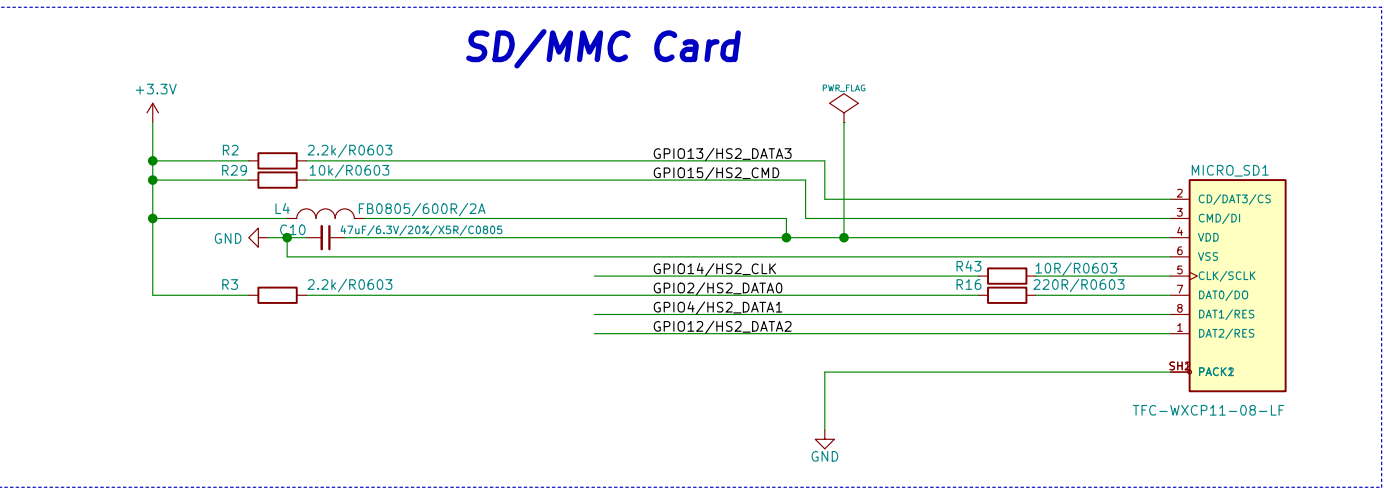 SD/MMC Card
+3.3V
PWR_FLAG
R2 2.2k/R0603
GPIO13/HS2_DATA3
R29 10k/R0603
GPIO15/HS2_CMD
MICRO_SD1
2 CD/DAT3/CS
L4 FB0805/600R/2A
3 CMD/DI
GND C10 47uF/6.3V/20%/X5R/C0805
4 VDD
6 VSS
GPIO14/HS2_CLK R43 10R/R0603
5 CLK/SCLK
R3 2.2k/R0603 GPIO2/HS2_DATA0 R16 220R/R0603
7 DAT0/DO
GPIO4/HS2_DATA1
8 DAT1/RES
GPIO12/HS2_DATA2
1 DAT2/RES
TFC-WXCP11-08-LF
GND